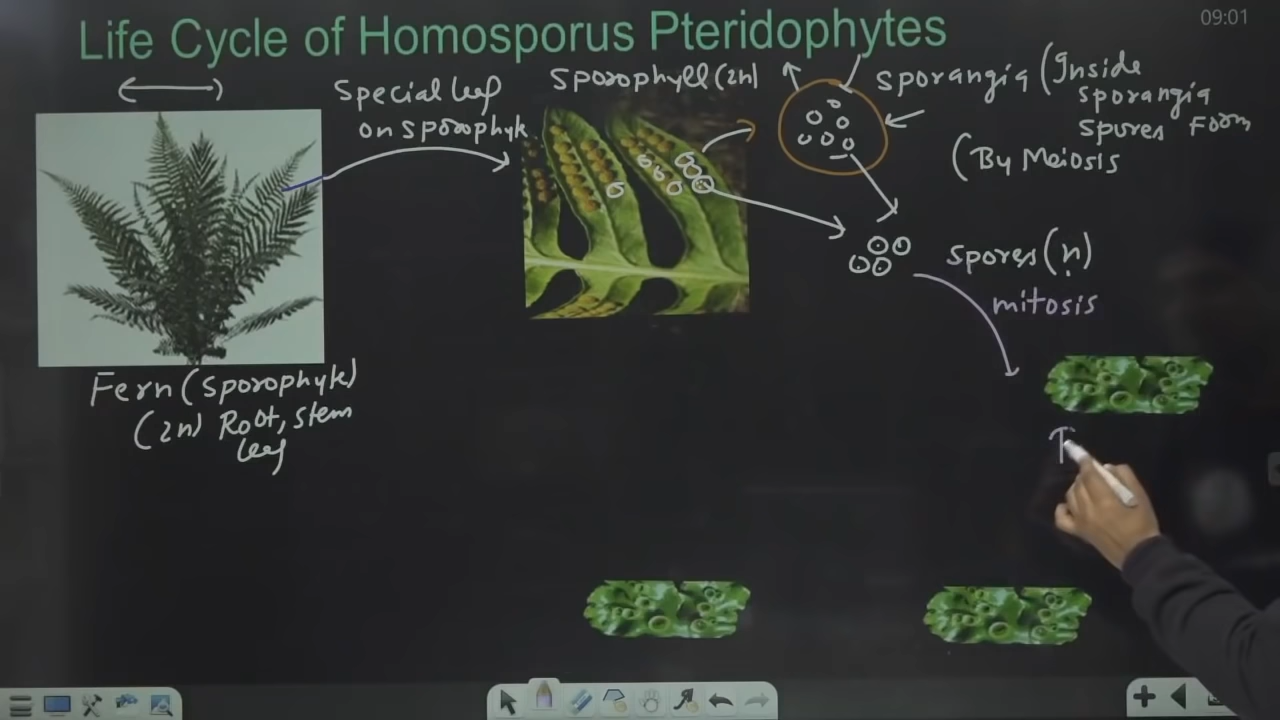 09:01
Life Cycle of Homosporus Pteridophytes
Special leaf
on sporophyte
Sporophyll (2n)
Sporangia (Inside
sporangia
spores Form
(By Meiosis
spores (n)
mitosis
Fern (sporophyte)
(2n) Root, stem
leaf